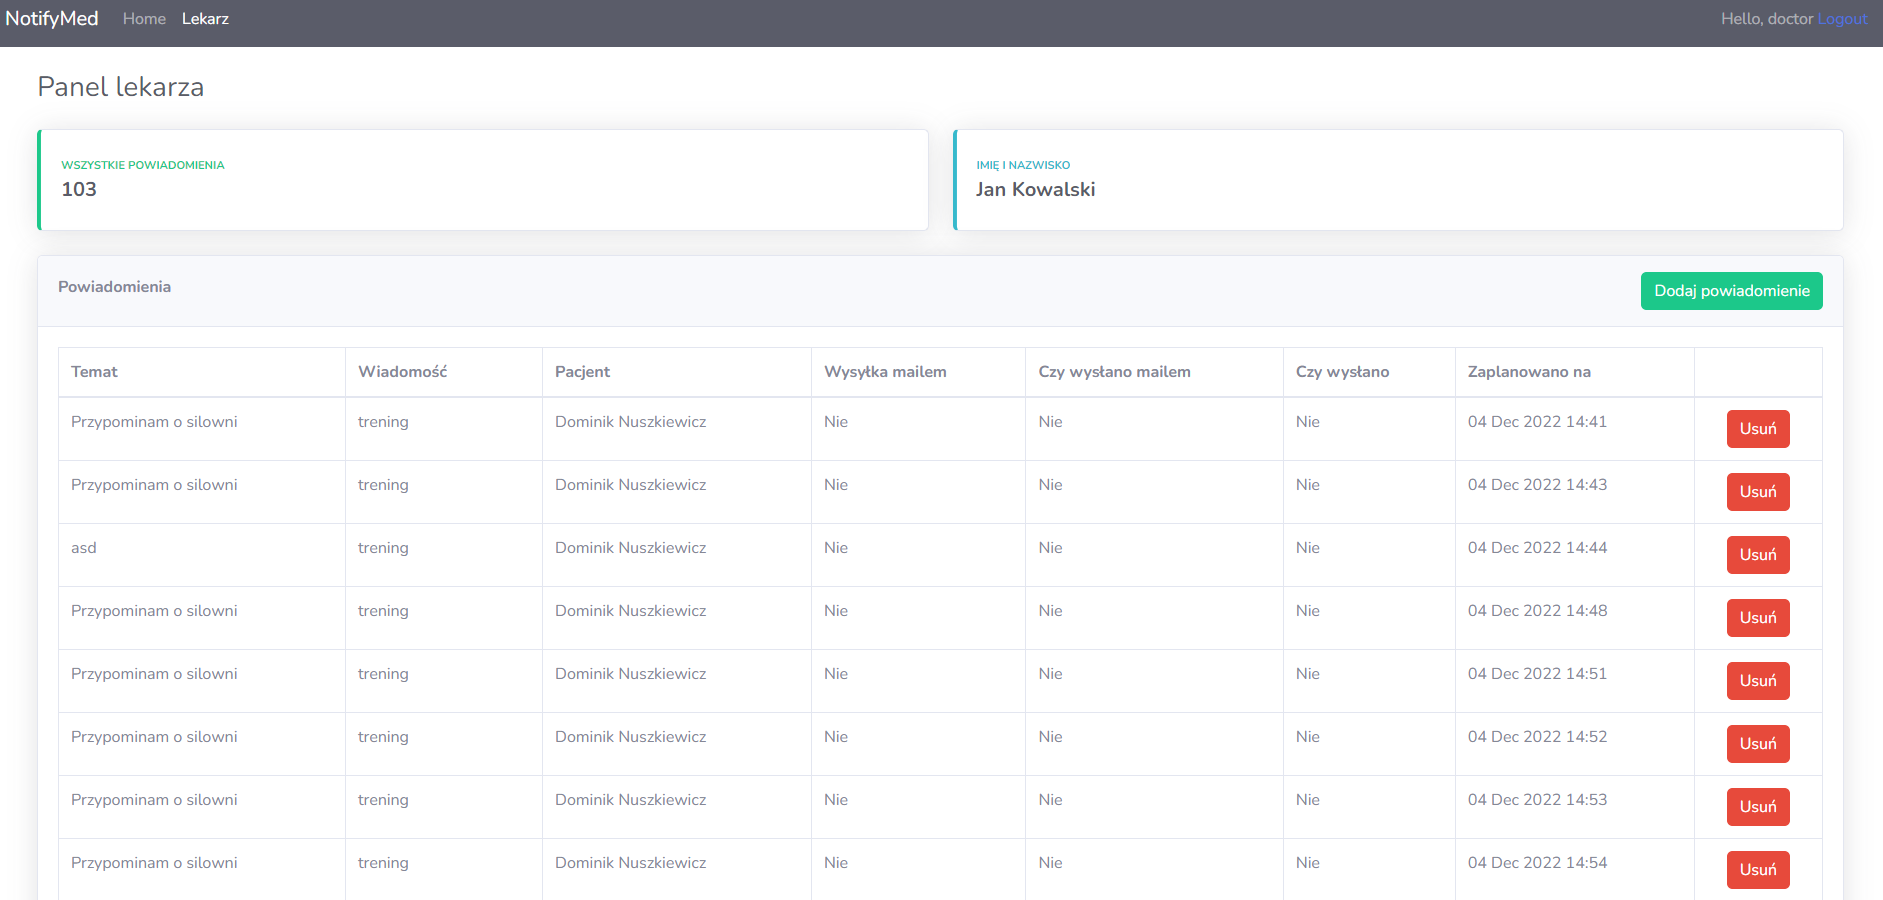 NotifyMed Home Lekarz Hello, doctor Logout
Panel lekarza
WSZYSTKIE POWIADOMIENIA
103
IMIĘ I NAZWISKO
Jan Kowalski
Powiadomienia Dodaj powiadomienie
Temat Wiadomość Pacjent Wysyłka mailem Czy wysłano mailem Czy wysłano Zaplanowano na
Przypominam o silowni trening Dominik Nuszkiewicz Nie Nie Nie 04 Dec 2022 14:41 Usuń
Przypominam o silowni trening Dominik Nuszkiewicz Nie Nie Nie 04 Dec 2022 14:43 Usuń
asd trening Dominik Nuszkiewicz Nie Nie Nie 04 Dec 2022 14:44 Usuń
Przypominam o silowni trening Dominik Nuszkiewicz Nie Nie Nie 04 Dec 2022 14:48 Usuń
Przypominam o silowni trening Dominik Nuszkiewicz Nie Nie Nie 04 Dec 2022 14:51 Usuń
Przypominam o silowni trening Dominik Nuszkiewicz Nie Nie Nie 04 Dec 2022 14:52 Usuń
Przypominam o silowni trening Dominik Nuszkiewicz Nie Nie Nie 04 Dec 2022 14:53 Usuń
Przypominam o silowni trening Dominik Nuszkiewicz Nie Nie Nie 04 Dec 2022 14:54 Usuń